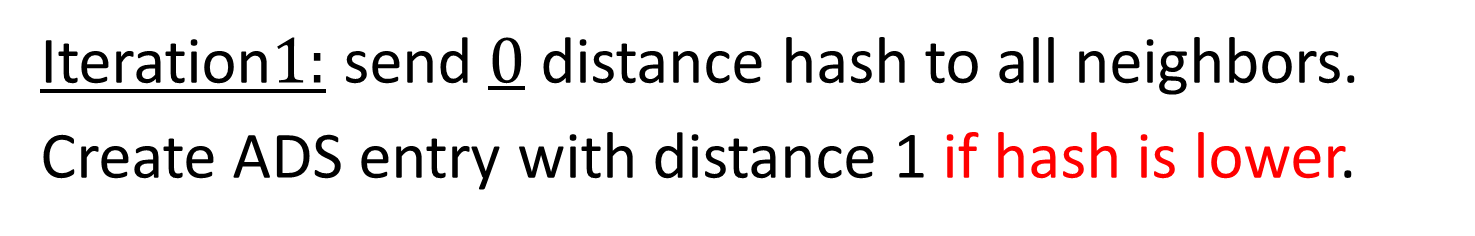 Iteration1: send 0 distance hash to all neighbors.
Create ADS entry with distance 1 if hash is lower.